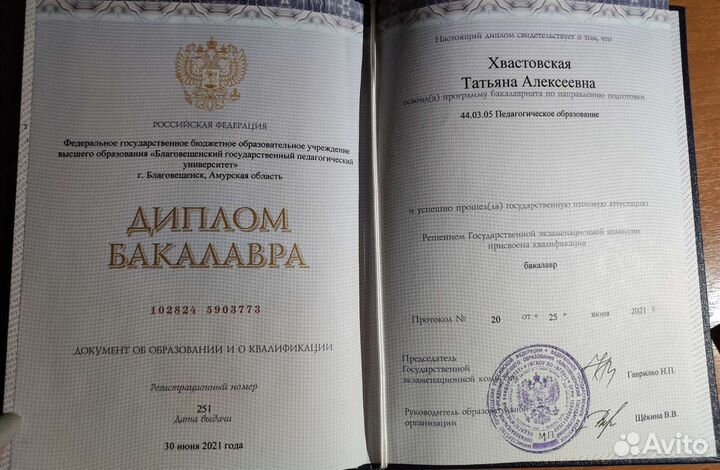 РОССИЙСКАЯ ФЕДЕРАЦИЯ
Федеральное государственное бюджетное образовательное учреждение
высшего образования «Благовещенский государственный педагогический
университет»
г. Благовещенск, Амурская область
ДИПЛОМ
БАКАЛАВРА
102824 5903773
ДОКУМЕНТ ОБ ОБРАЗОВАНИИ И О КВАЛИФИКАЦИИ
Регистрационный номер
251
Дата выдачи
30 июня 2021 года
Настоящий диплом свидетельствует о том, что
Хвастовская
Татьяна Алексеевна
освоил(а) программу бакалавриата по направлению подготовки
44.03.05 Педагогическое образование
и успешно прошел(ла) государственную итоговую аттестацию
Решением Государственной экзаменационной комиссии
присвоена квалификация
бакалавр
Протокол № 20 от « 25 » июня 2021 г.
Председатель
Государственной
экзаменационной комиссии
Гаврилко Н.П.
Руководитель образовательной
организации
Щёкина В.В.
М.П.
Avito